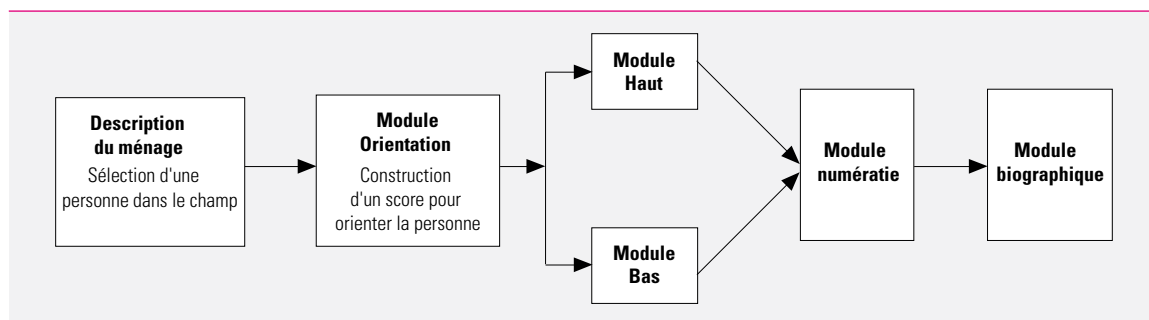 Description
du ménage
Sélection d'une
personne dans le champ
Module
Orientation
Construction
d'un score pour
orienter la personne
Module
Haut
Module
Bas
Module
numératie
Module
biographique